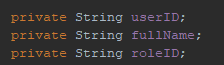 private String userID;
private String fullName;
private String roleID;